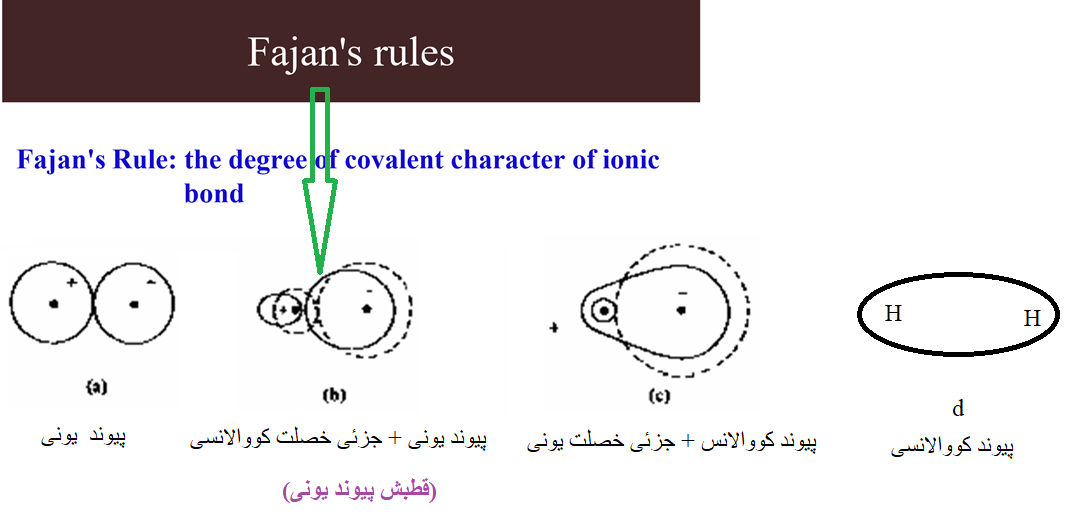 Fajan's rules
Fajan's Rule: the degree of covalent character of ionic
bond
+ -
+ -
+ -
H H
(a)
(b)
(c)
d
پیوند یونی
پیوند یونی + جزئی خصلت کووالانسی
پیوند کووالانس + جزئی خصلت یونی
پیوند کووالانسی
(قطبش پیوند یونی)